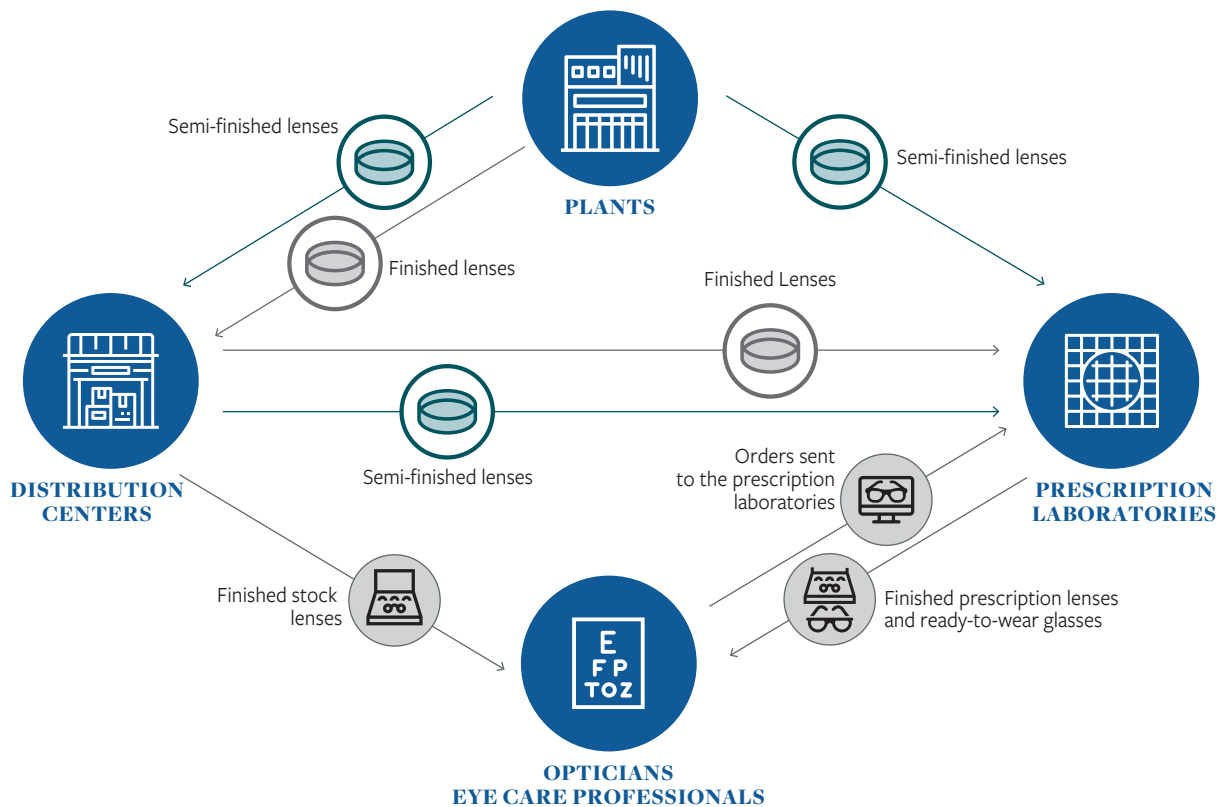 Semi-finished lenses
Semi-finished lenses
PLANTS
Finished lenses
Finished Lenses
Semi-finished lenses
DISTRIBUTION
CENTERS
Orders sent
to the prescription
laboratories
PRESCRIPTION
LABORATORIES
Finished stock
lenses
Finished prescription lenses
and ready-to-wear glasses
E
F P
TOZ
OPTICIANS
EYE CARE PROFESSIONALS